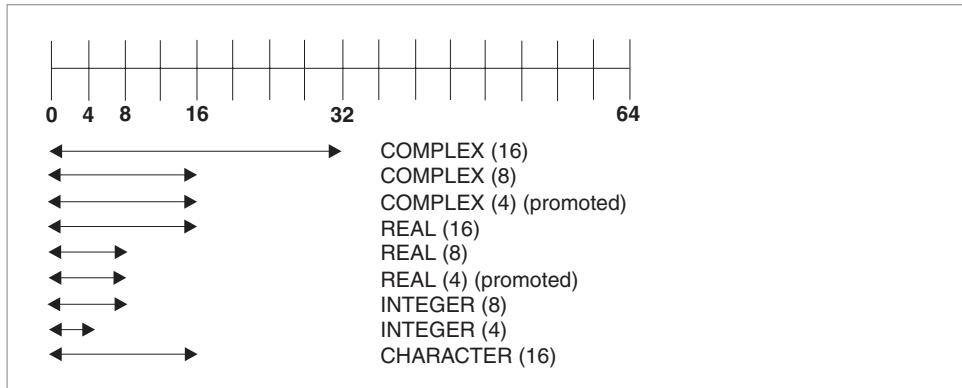 0 4 8 16 32 64
COMPLEX (16)
COMPLEX (8)
COMPLEX (4) (promoted)
REAL (16)
REAL (8)
REAL (4) (promoted)
INTEGER (8)
INTEGER (4)
CHARACTER (16)